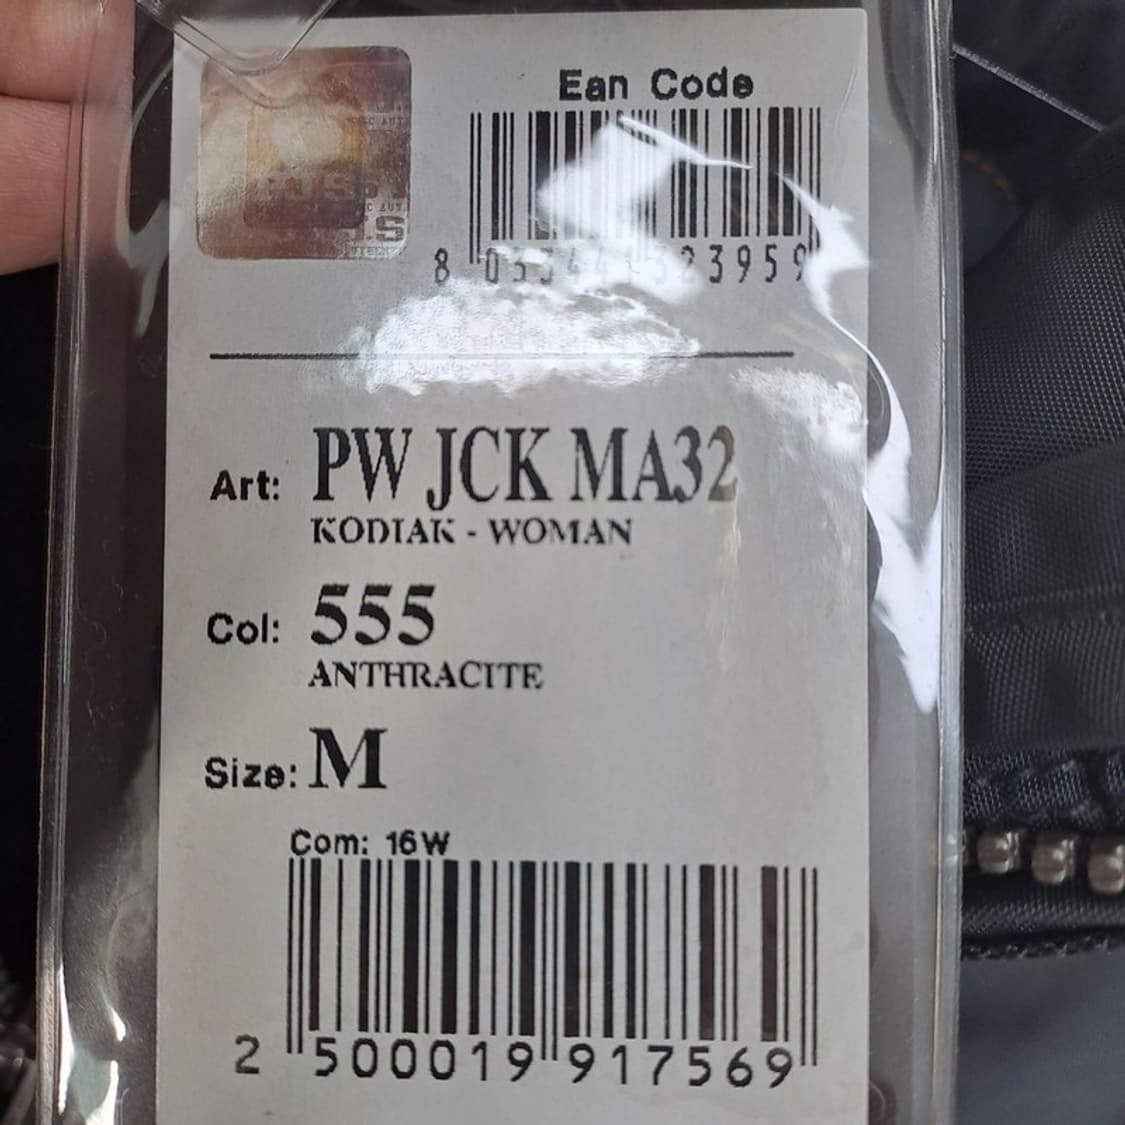 Ean Code
Art: PW JCK MA32
KODIAK - WOMAN
Col: 555
ANTHRACITE
Size: M
Com: 16W
2 500019 917569